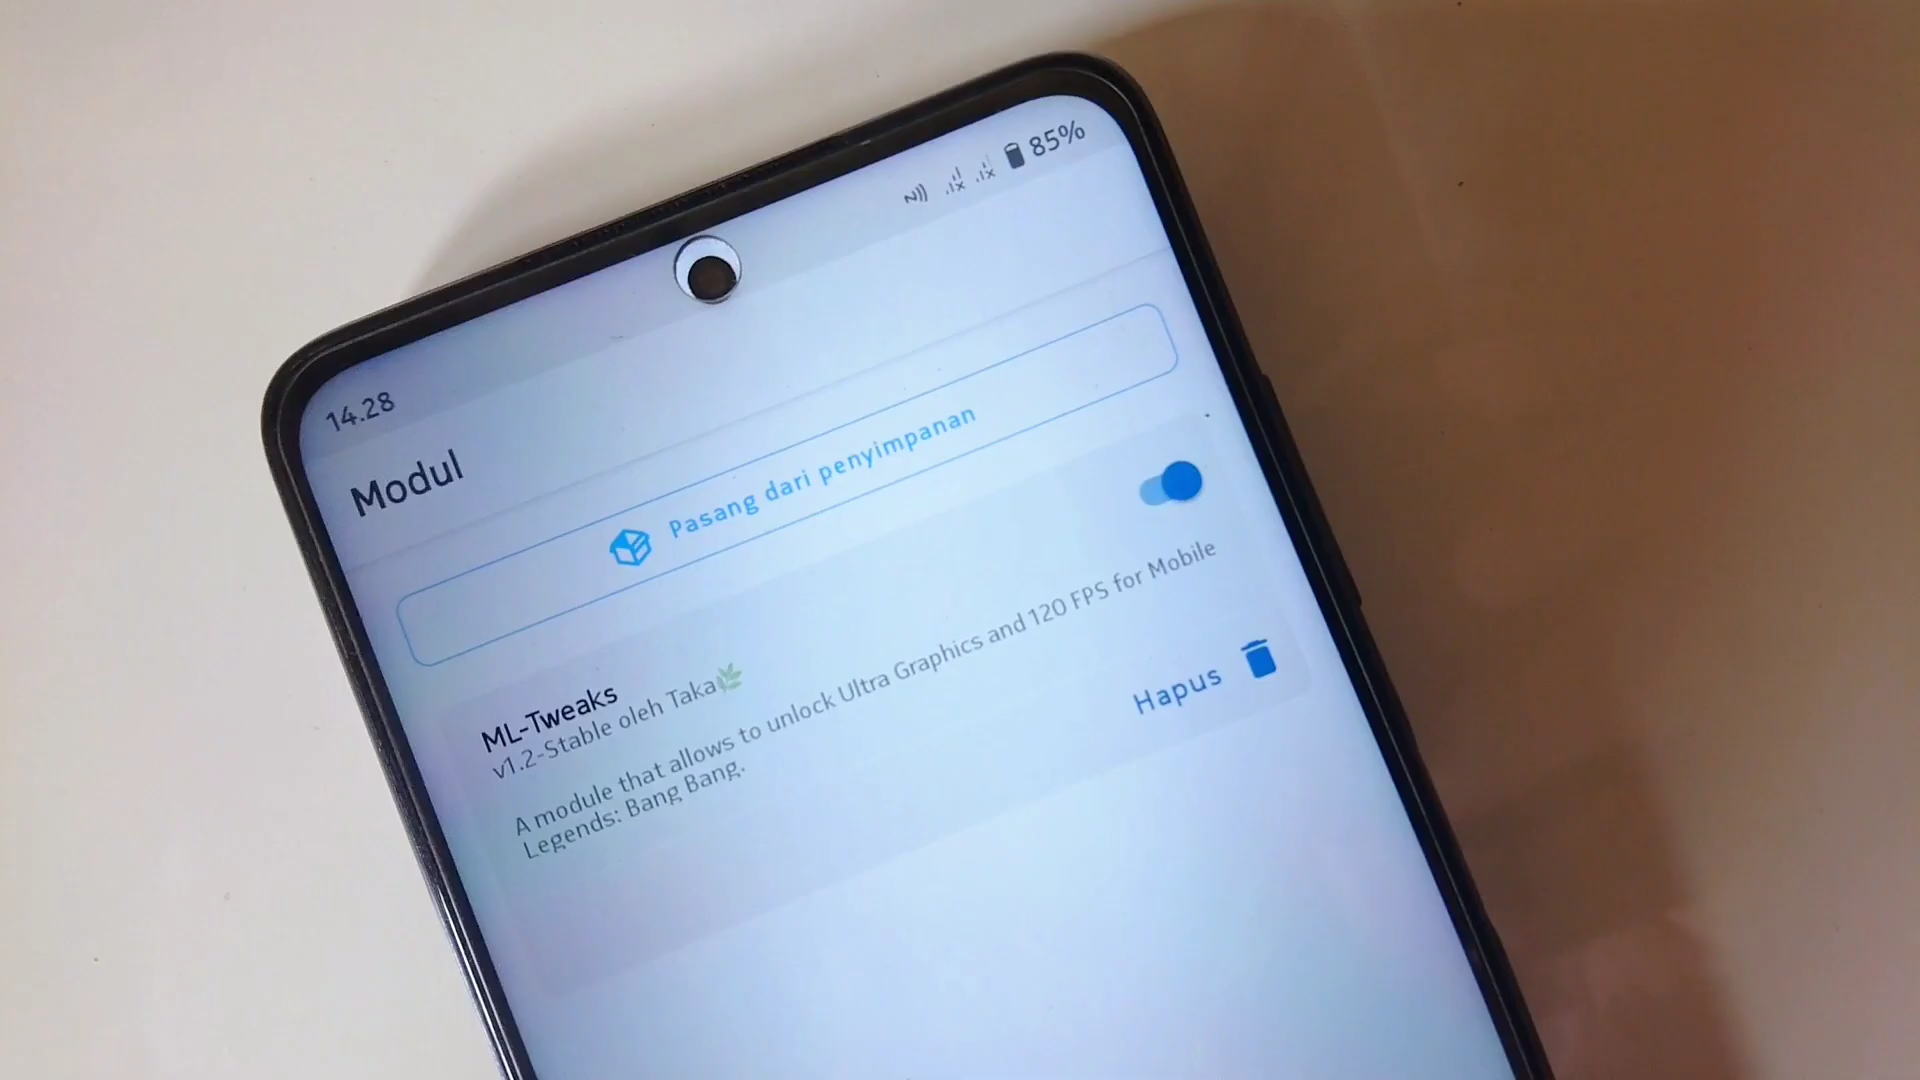 85%
14.28
Modul
Pasang dari penyimpanan
ML-Tweaks
v1.2-Stable oleh Taka🌿
A module that allows to unlock Ultra Graphics and 120 FPS for Mobile
Legends: Bang Bang.
Hapus